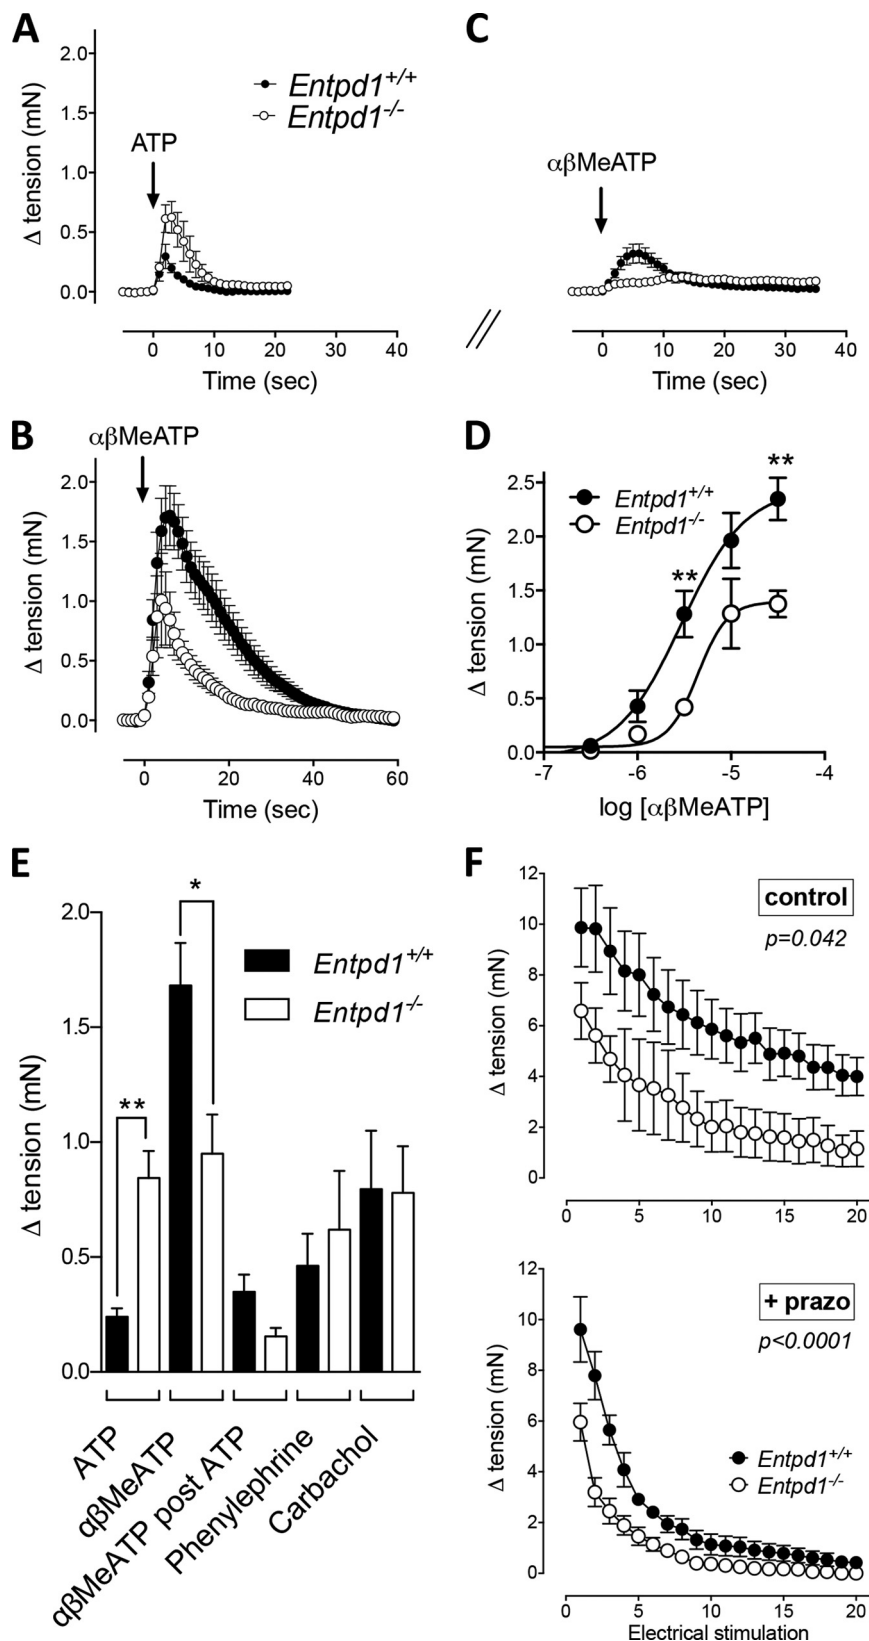 A
2.0
1.5
1.0
0.5
0.0
Δ tension (mN)
ATP
Entpd1+/+
Entpd1-/-
0 10 20 30 40
Time (sec)
C
αβMeATP
0 10 20 30 40
Time (sec)
B
αβMeATP
2.0
1.5
1.0
0.5
0.0
Δ tension (mN)
0 20 40 60
Time (sec)
D
2.5
2.0
1.5
1.0
0.5
0.0
Δ tension (mN)
Entpd1+/+
Entpd1-/-
**
**
-7 -6 -5 -4
log [αβMeATP]
E
2.0
1.5
1.0
0.5
0.0
Δ tension (mN)
*
**
Entpd1+/+
Entpd1-/-
ATP
αβMeATP
αβMeATP post ATP
Phenylephrine
Carbachol
F
12
10
8
6
4
2
0
Δ tension (mN)
control
p=0.042
0 5 10 15 20
12
10
8
6
4
2
0
Δ tension (mN)
+ prazo
p<0.0001
Entpd1+/+
Entpd1-/-
0 5 10 15 20
Electrical stimulation